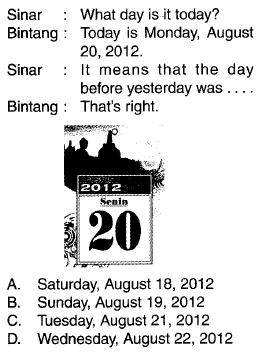 Sinar : What day is it today?
Bintang : Today is Monday, August
20, 2012.
Sinar : It means that the day
before yesterday was . . . .
Bintang : That's right.
2012
Senin
20
A. Saturday, August 18, 2012
B. Sunday, August 19, 2012
C. Tuesday, August 21, 2012
D. Wednesday, August 22, 2012